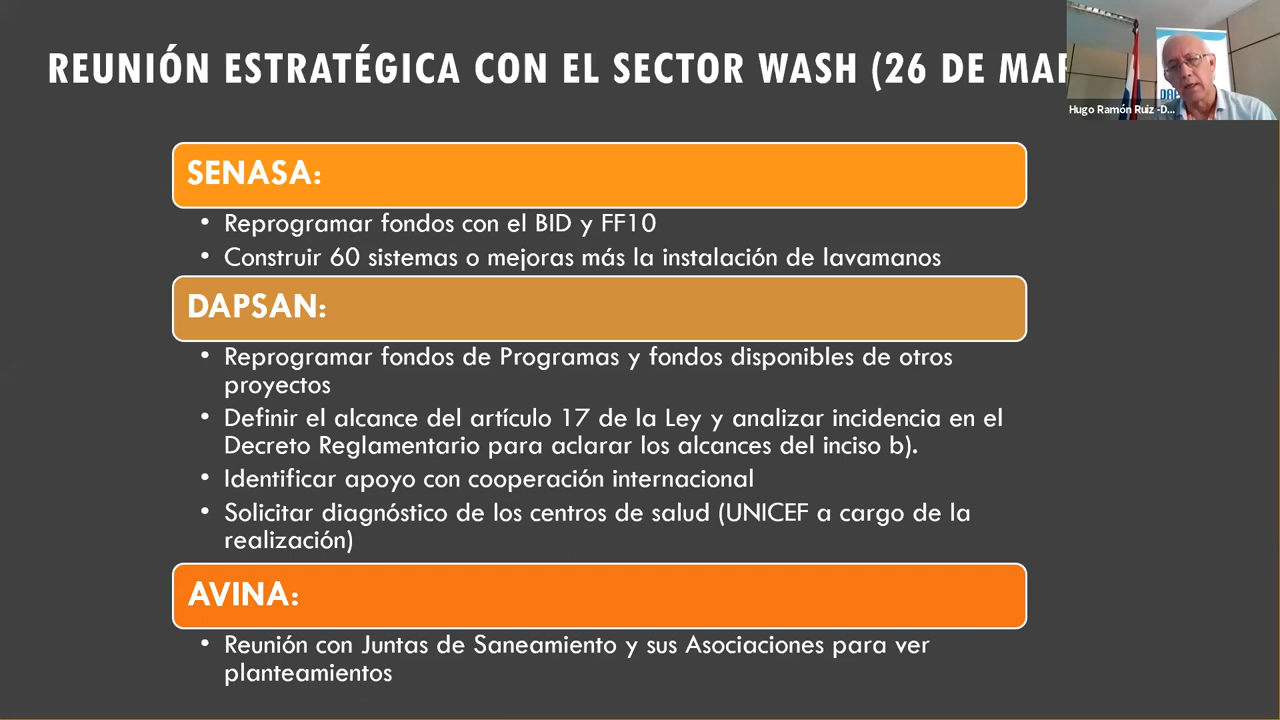 REUNIÓN ESTRATÉGICA CON EL SECTOR WASH (26 DE MAR
Hugo Ramón Ruiz -D...
SENASA:
• Reprogramar fondos con el BID y FF10
• Construir 60 sistemas o mejoras más la instalación de lavamanos
DAPSAN:
• Reprogramar fondos de Programas y fondos disponibles de otros
proyectos
• Definir el alcance del artículo 17 de la Ley y analizar incidencia en el
Decreto Reglamentario para aclarar los alcances del inciso b).
• Identificar apoyo con cooperación internacional
• Solicitar diagnóstico de los centros de salud (UNICEF a cargo de la
realización)
AVINA:
• Reunión con Juntas de Saneamiento y sus Asociaciones para ver
planteamientos